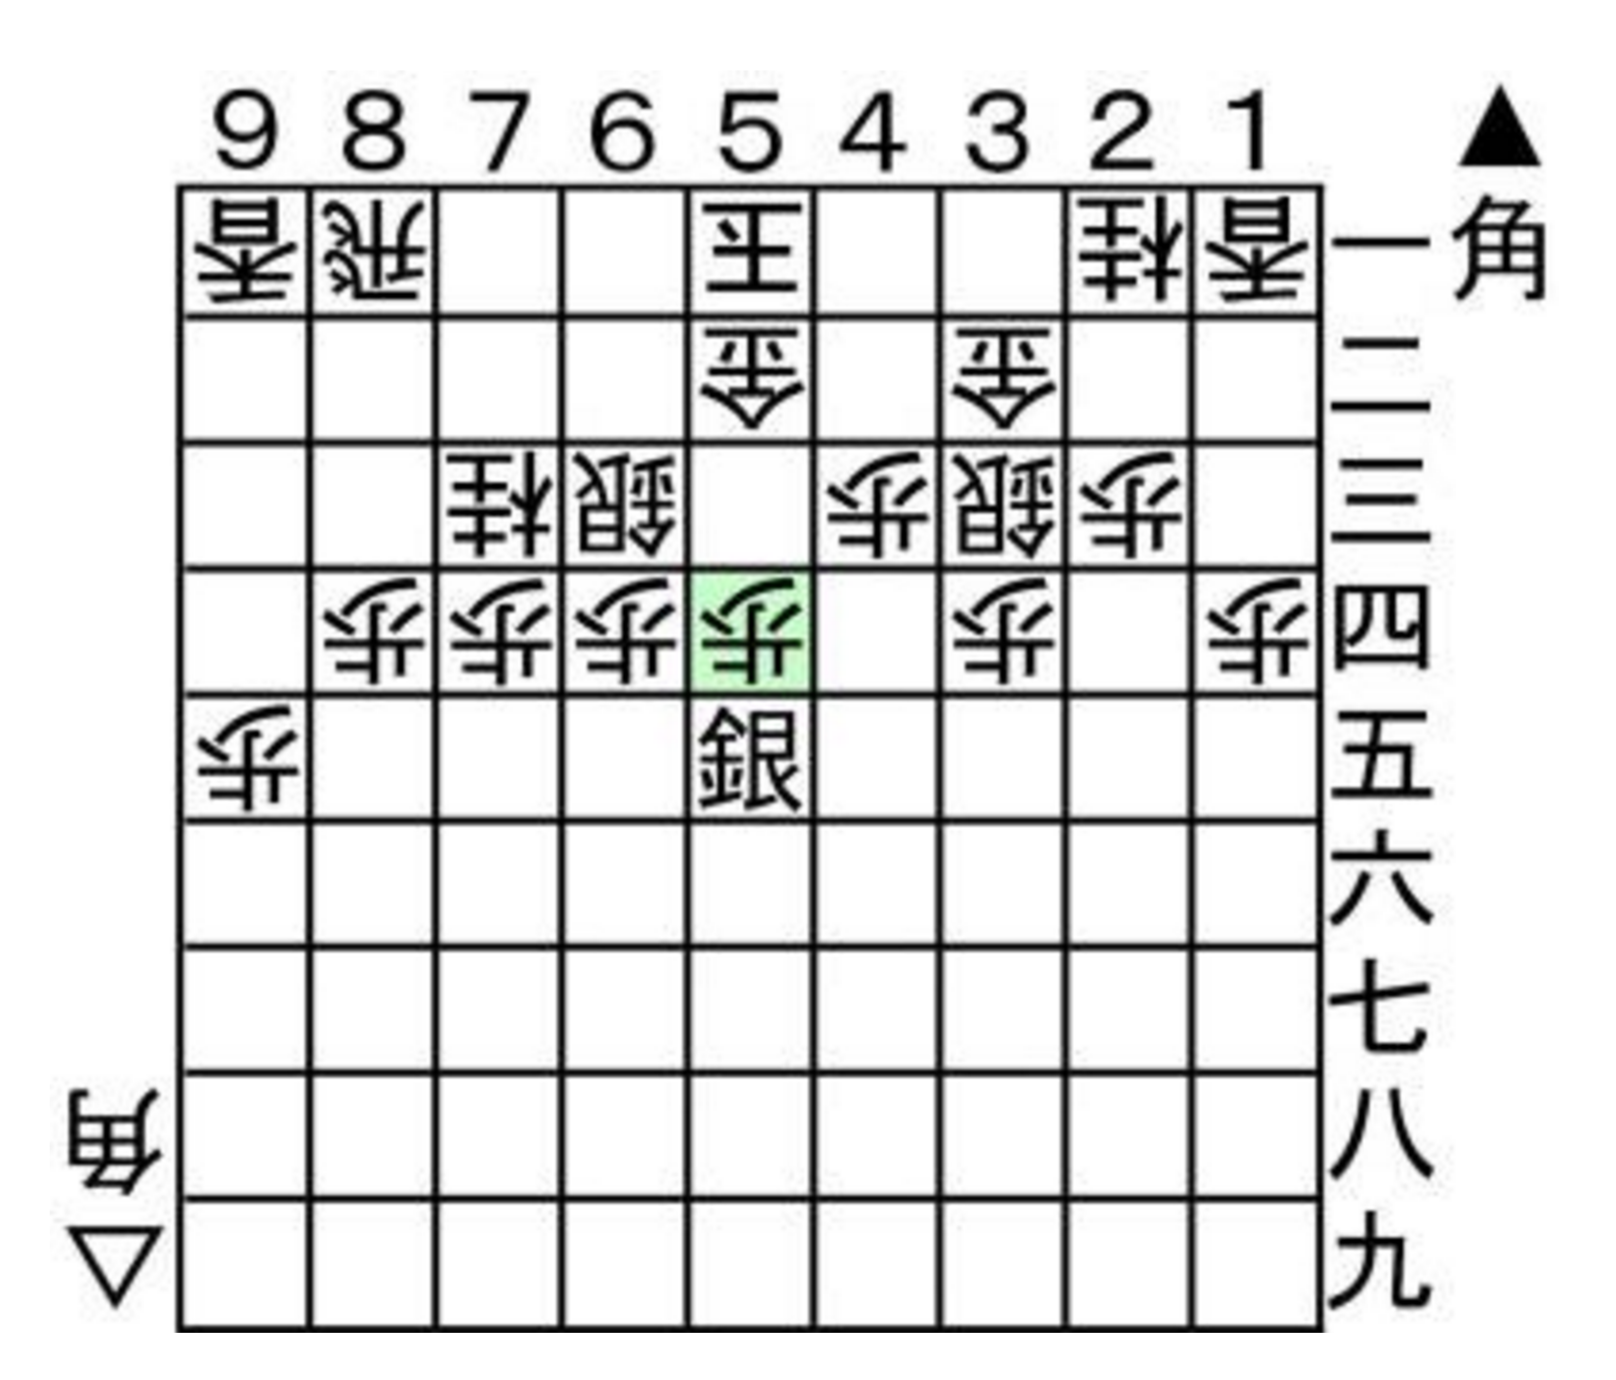 9 8 7 6 5 4 3 2 1 ▲
香 飛 玉 桂 香 一 角
金 金 二
桂 銀 歩 銀 歩 三
歩 歩 歩 歩 歩 歩 四
歩 銀 五
六
七
角 八
△ 九